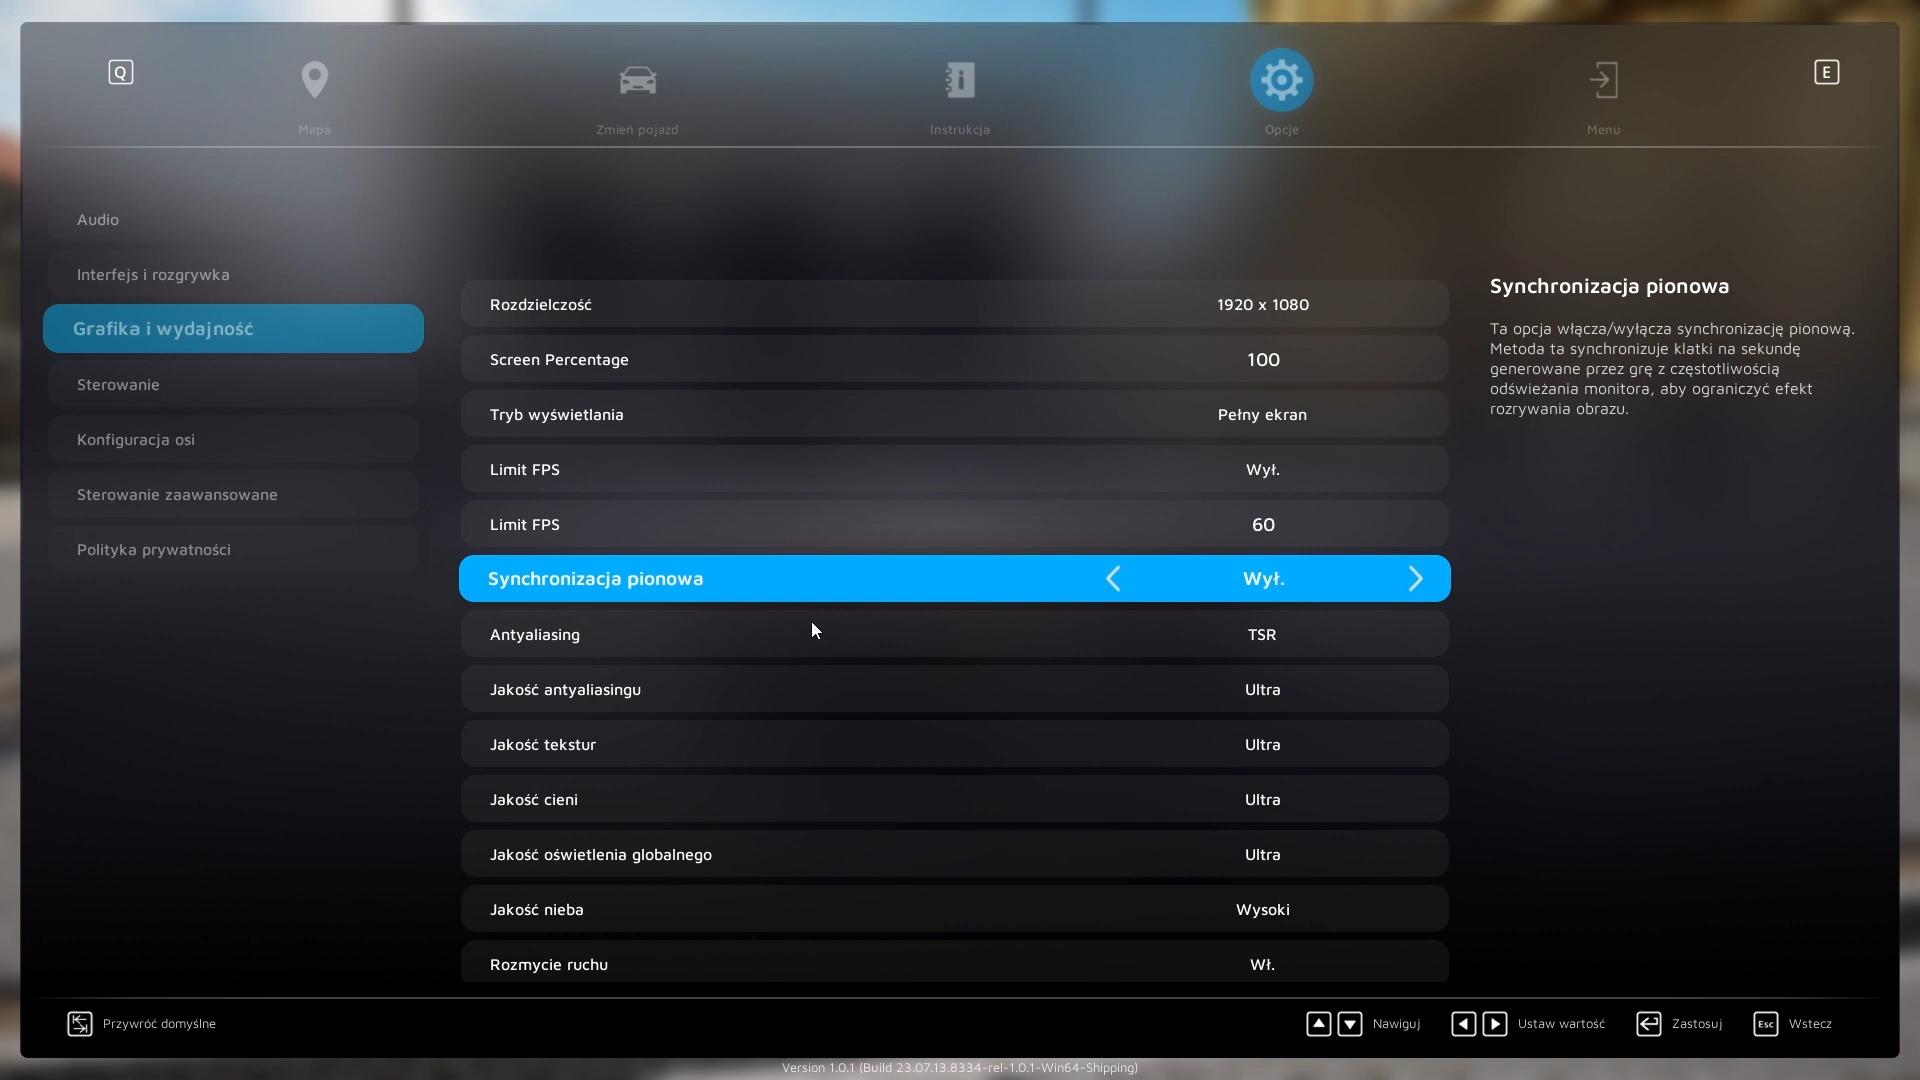 Q
E
Mapa
Zmień pojazd
Instrukcja
Opcje
Menu
Audio
Interfejs i rozgrywka
Grafika i wydajność
Sterowanie
Konfiguracja osi
Sterowanie zaawansowane
Polityka prywatności
Rozdzielczość 1920 x 1080
Screen Percentage 100
Tryb wyświetlania Pełny ekran
Limit FPS Wył.
Limit FPS 60
Synchronizacja pionowa Wył.
Antyaliasing TSR
Jakość antyaliasingu Ultra
Jakość tekstur Ultra
Jakość cieni Ultra
Jakość oświetlenia globalnego Ultra
Jakość nieba Wysoki
Rozmycie ruchu Wł.
Synchronizacja pionowa
Ta opcja włącza/wyłącza synchronizację pionową.
Metoda ta synchronizuje klatki na sekundę
generowane przez grę z częstotliwością
odświeżania monitora, aby ograniczyć efekt
rozrywania obrazu.
Przywróć domyślne
Nawiguj
Ustaw wartość
Zastosuj
Esc Wstecz
Version 1.0.1 (Build 23.07.13.8334-rel-1.0.1-Win64-Shipping)